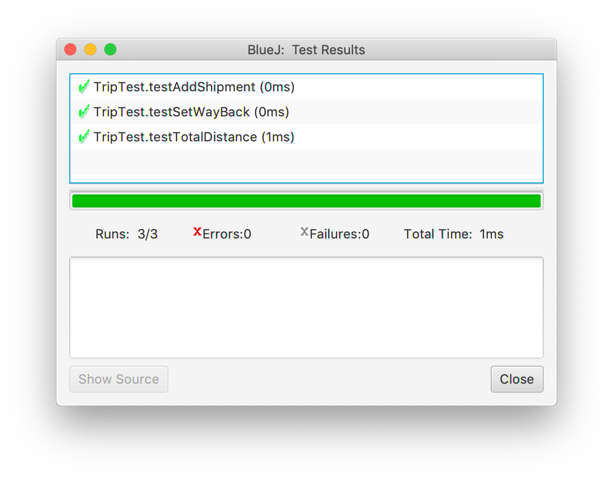 BlueJ:  Test Results
TripTest.testAddShipment (0ms)
TripTest.testSetWayBack (0ms)
TripTest.testTotalDistance (1ms)
Runs:  3/3 Errors:0 Failures:0 Total Time:  1ms
Show Source Close